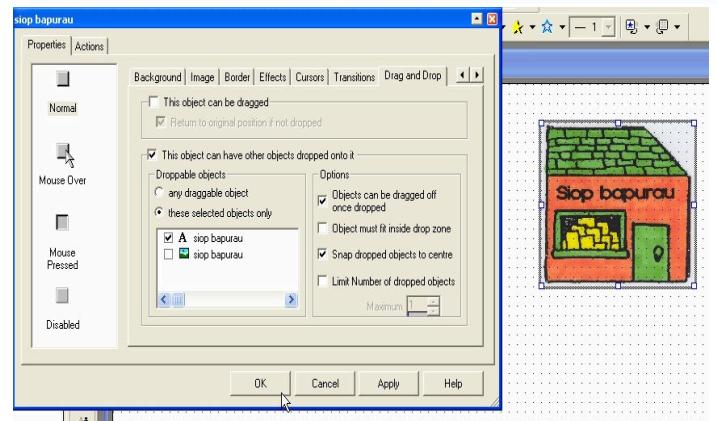 siop bapurau
1
Properties Actions
Background Image Border Effects Cursors Transitions Drag and Drop
Normal
Mouse Over
Mouse
Pressed
Disabled
This object can be dragged
Return to original position if not dropped
This object can have other objects dropped onto it
Droppable objects
any draggable object
these selected objects only
A siop bapurau
siop bapurau
Options
Objects can be dragged off
once dropped
Object must fit inside drop zone
Snap dropped objects to centre
Limit Number of dropped objects
Maximum 1
OK Cancel Apply Help
Siop bapurau